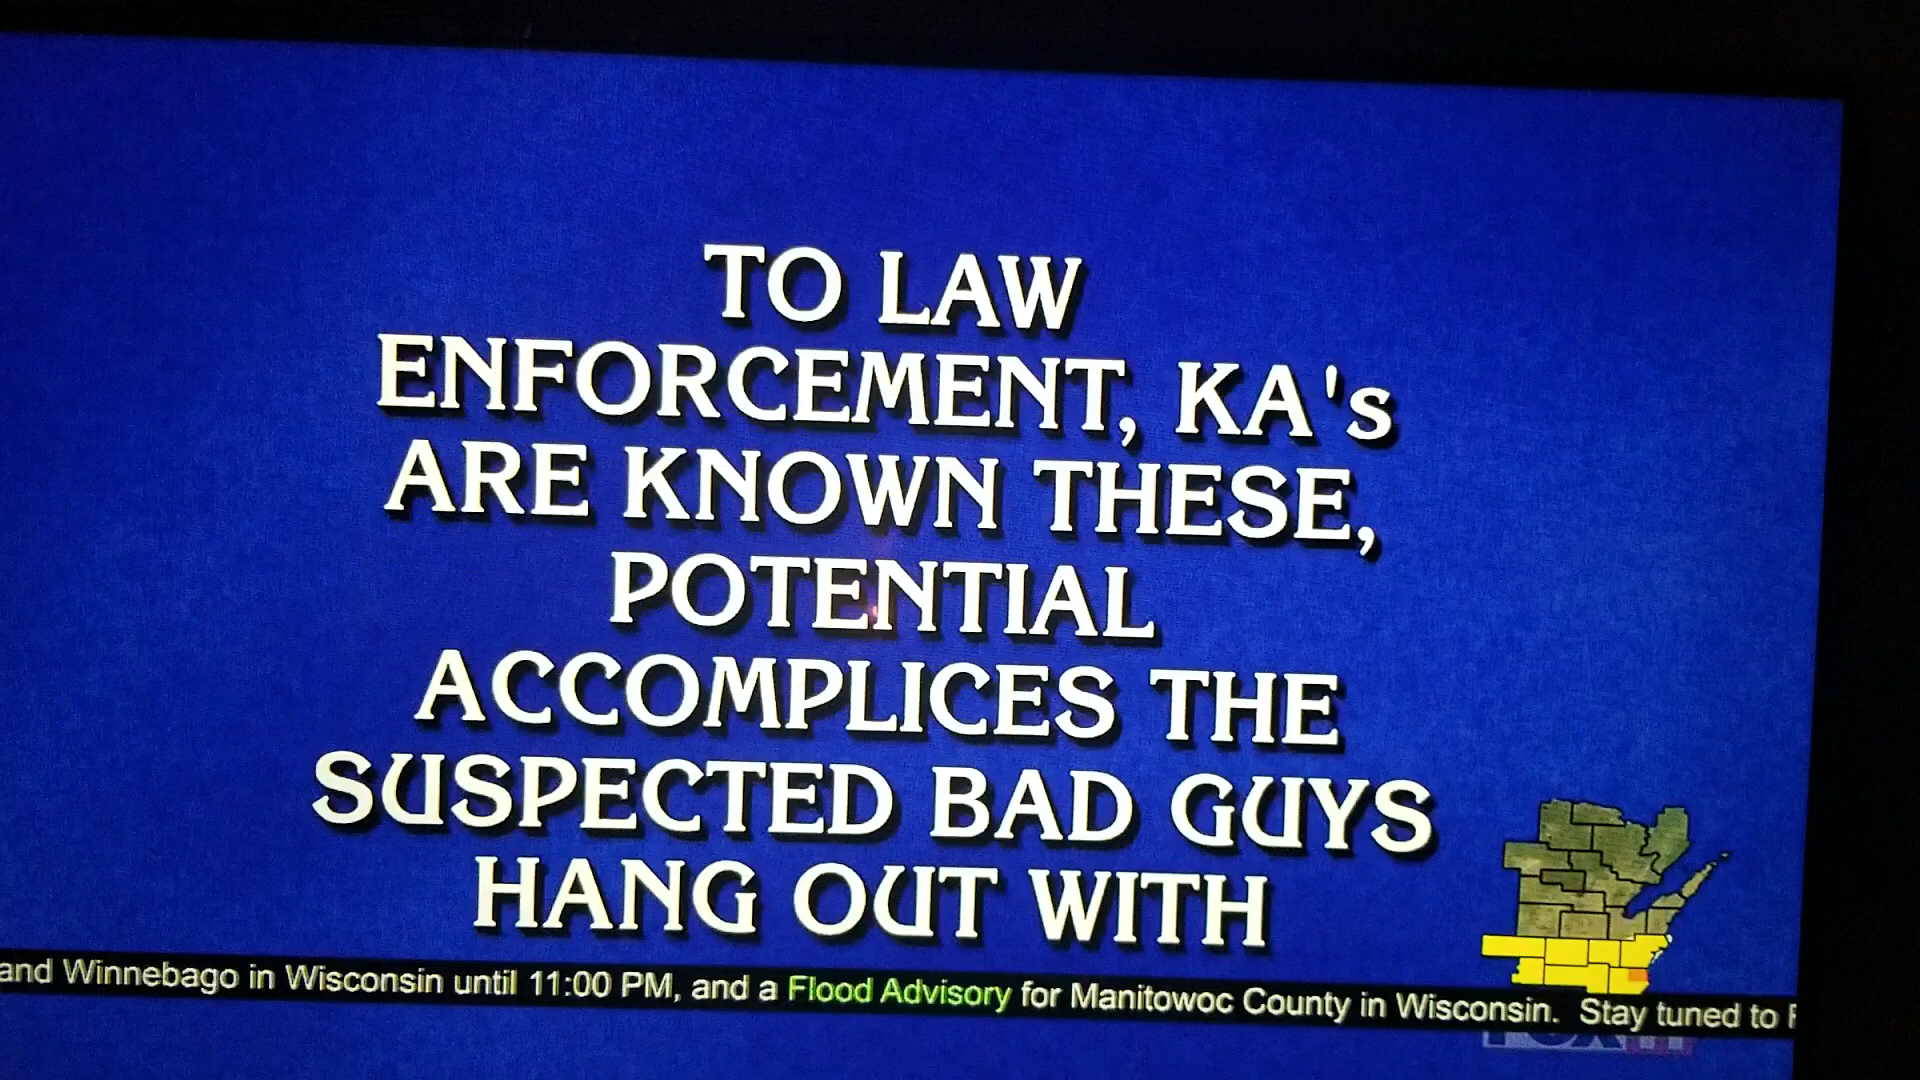 TO LAW
ENFORCEMENT, KA's
ARE KNOWN THESE,
POTENTIAL
ACCOMPLICES THE
SUSPECTED BAD GUYS
HANG OUT WITH
and Winnebago in Wisconsin until 11:00 PM, and a Flood Advisory for Manitowoc County in Wisconsin. Stay tuned to